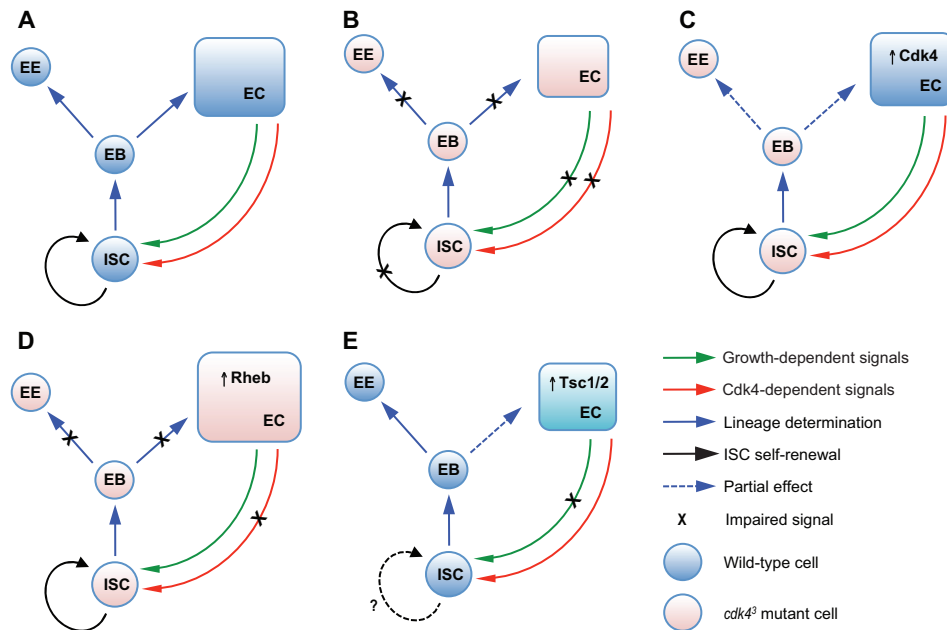 A
EE
EC
EB
ISC
B
EE
EC
EB
X
X
X
X
ISC
X
C
EE
↑ Cdk4
EC
EB
ISC
D
EE
↑ Rheb
EC
X
X
EB
X
ISC
E
EE
↑ Tsc1/2
EC
EB
X
ISC
?
Growth-dependent signals
Cdk4-dependent signals
Lineage determination
ISC self-renewal
Partial effect
X Impaired signal
Wild-type cell
cdk4³ mutant cell